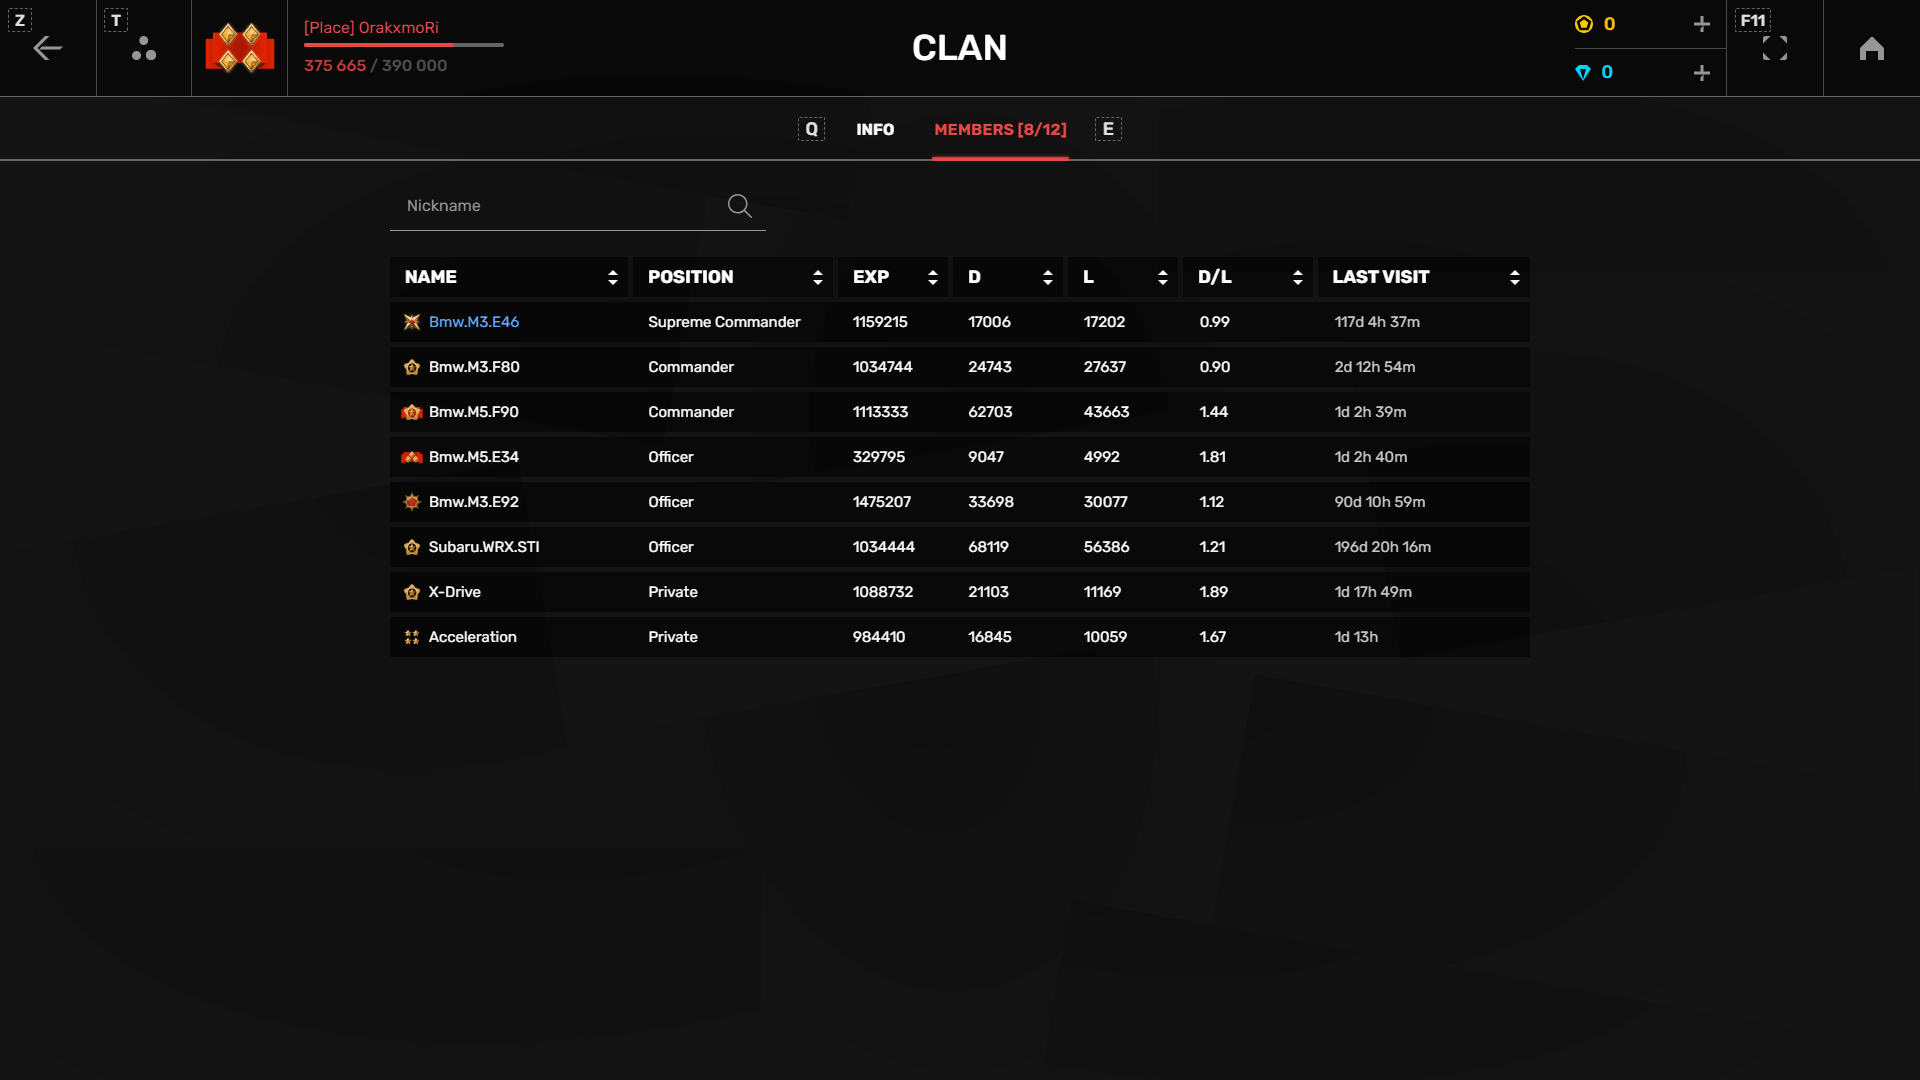 Z
T
[Place] OrakxmoRi
375 665 / 390 000
CLAN
0
0
F11
Q INFO MEMBERS [8/12] E
Nickname
NAME POSITION EXP D L D/L LAST VISIT
Bmw.M3.E46 Supreme Commander 1159215 17006 17202 0.99 117d 4h 37m
Bmw.M3.F80 Commander 1034744 24743 27637 0.90 2d 12h 54m
Bmw.M5.F90 Commander 1113333 62703 43663 1.44 1d 2h 39m
Bmw.M5.E34 Officer 329795 9047 4992 1.81 1d 2h 40m
Bmw.M3.E92 Officer 1475207 33698 30077 1.12 90d 10h 59m
Subaru.WRX.STI Officer 1034444 68119 56386 1.21 196d 20h 16m
X-Drive Private 1088732 21103 11169 1.89 1d 17h 49m
Acceleration Private 984410 16845 10059 1.67 1d 13h